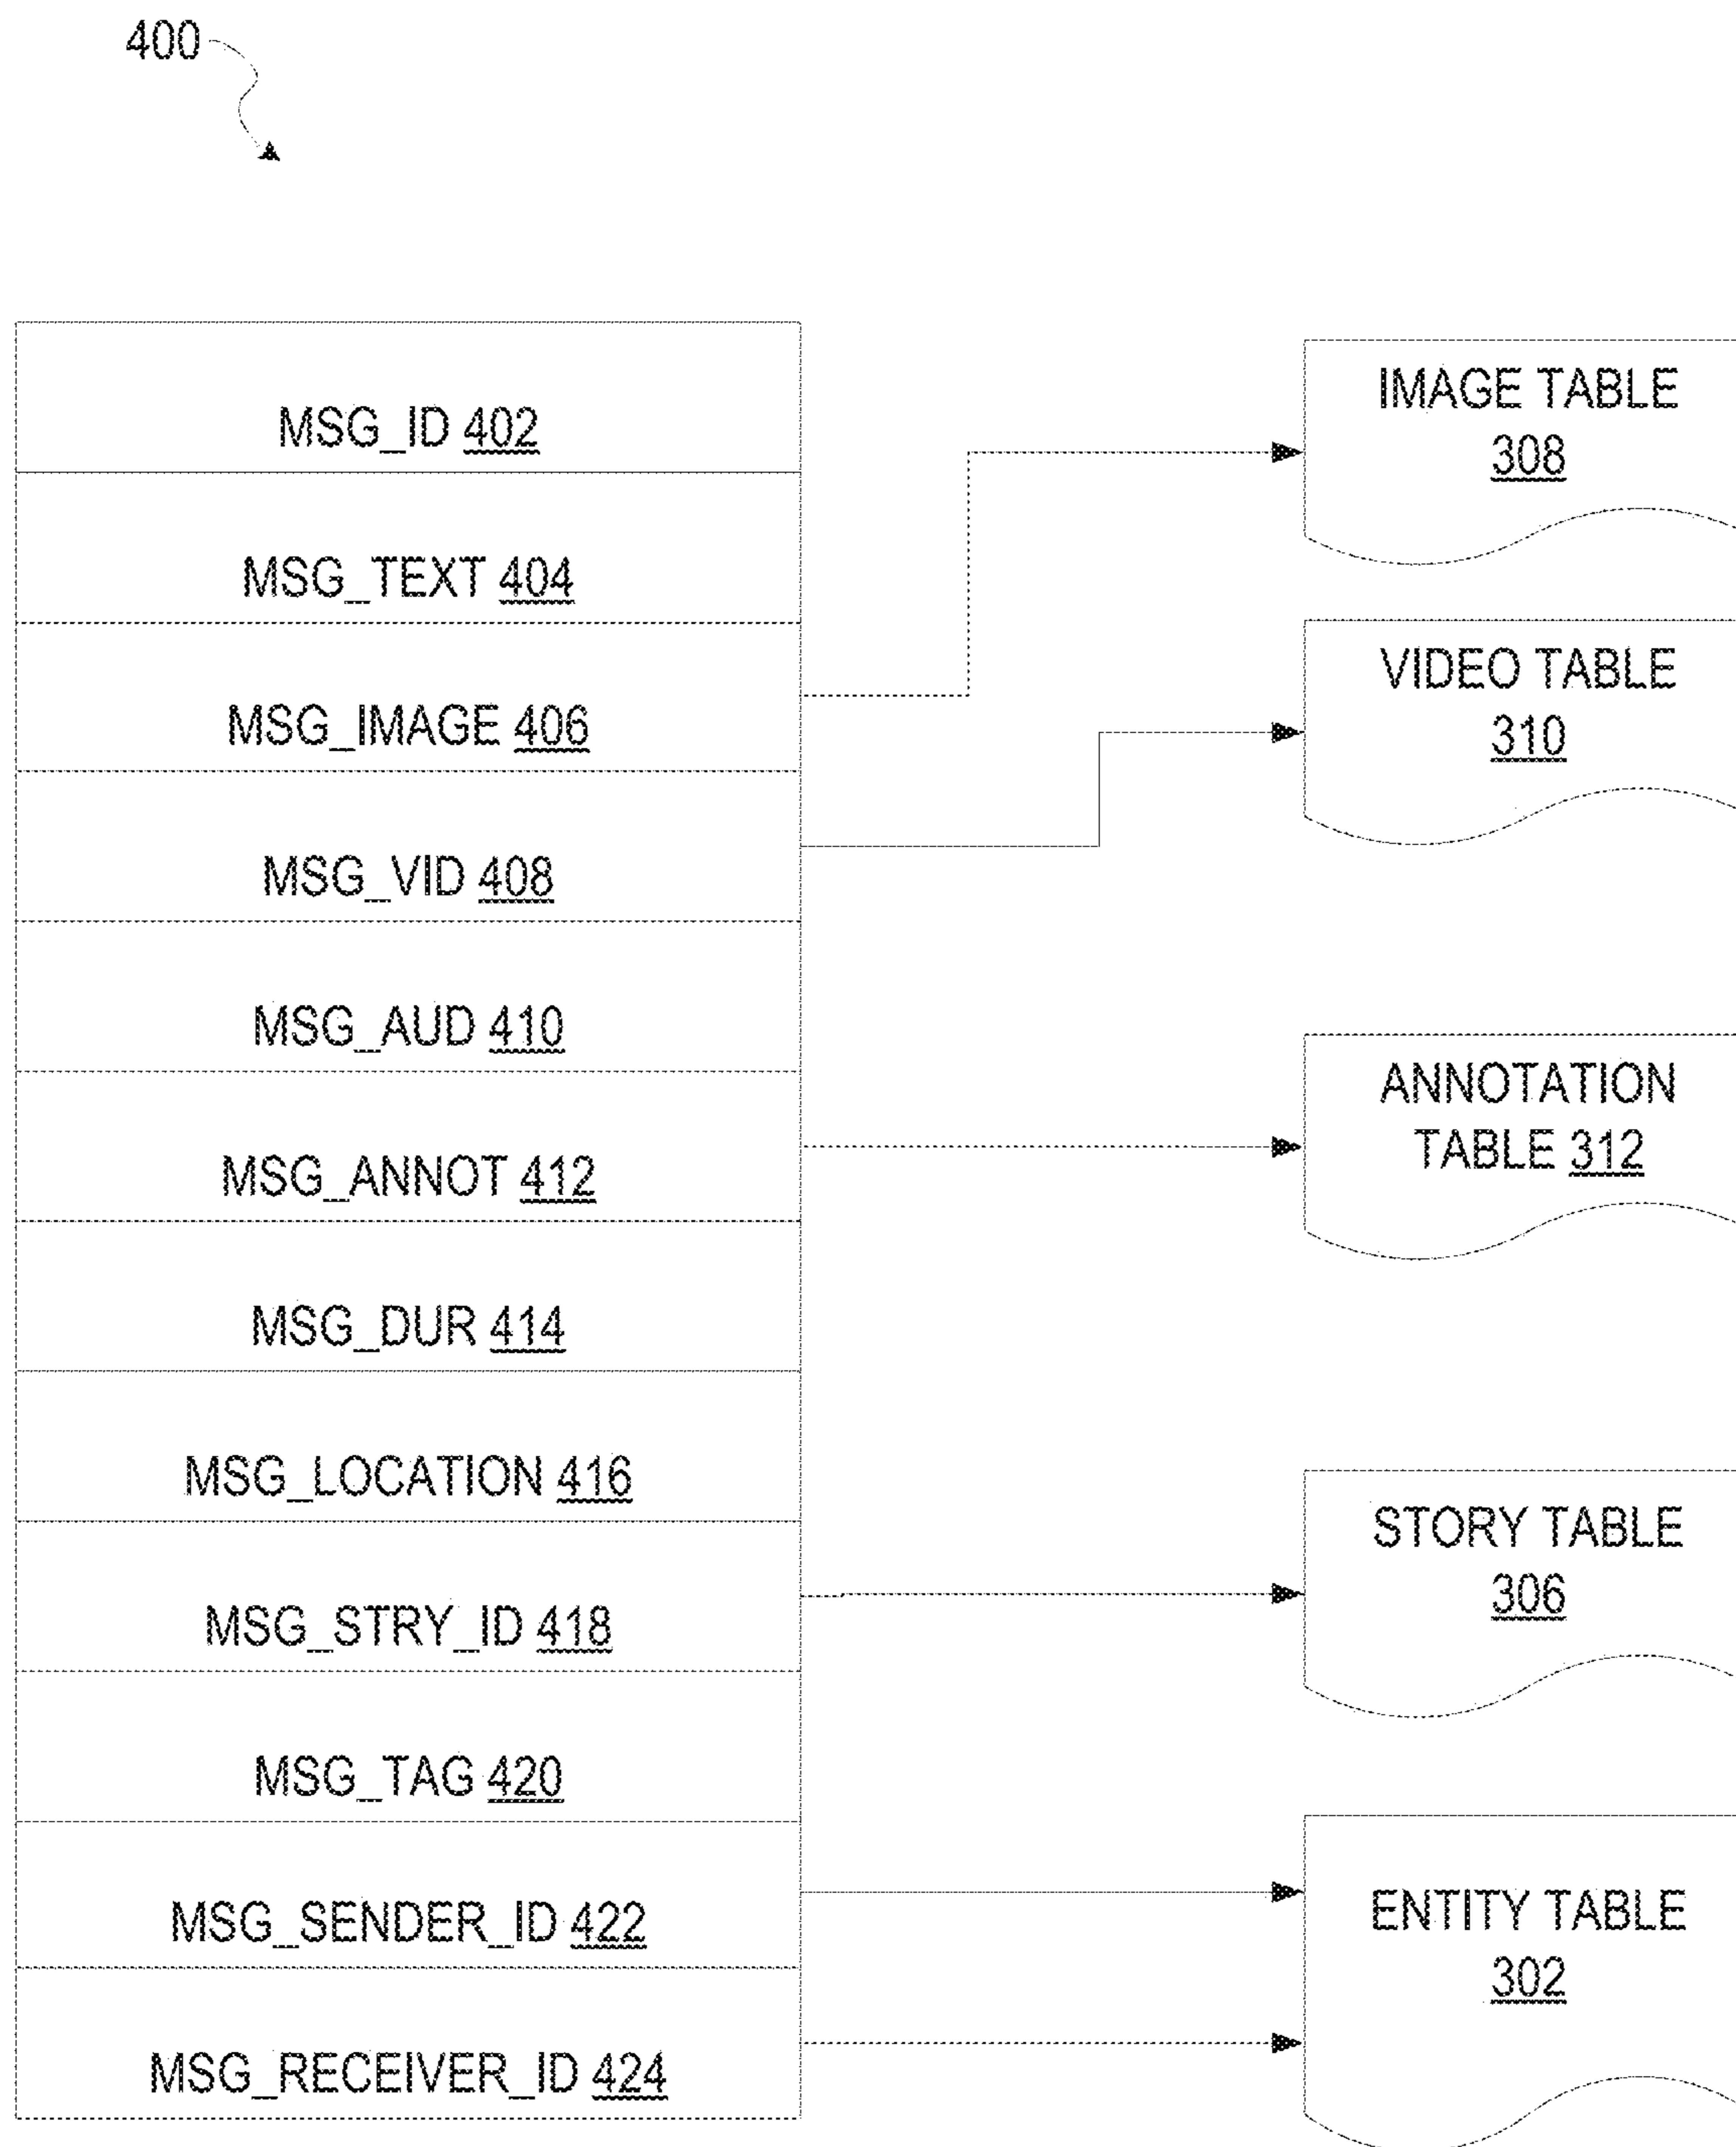 400
MSG_ID 402
MSG_TEXT 404
MSG_IMAGE 406
MSG_VID 408
MSG_AUD 410
MSG_ANNOT 412
MSG_DUR 414
MSG_LOCATION 416
MSG_STRY_ID 418
MSG_TAG 420
MSG_SENDER_ID 422
MSG_RECEIVER_ID 424
IMAGE TABLE
308
VIDEO TABLE
310
ANNOTATION
TABLE 312
STORY TABLE
306
ENTITY TABLE
302